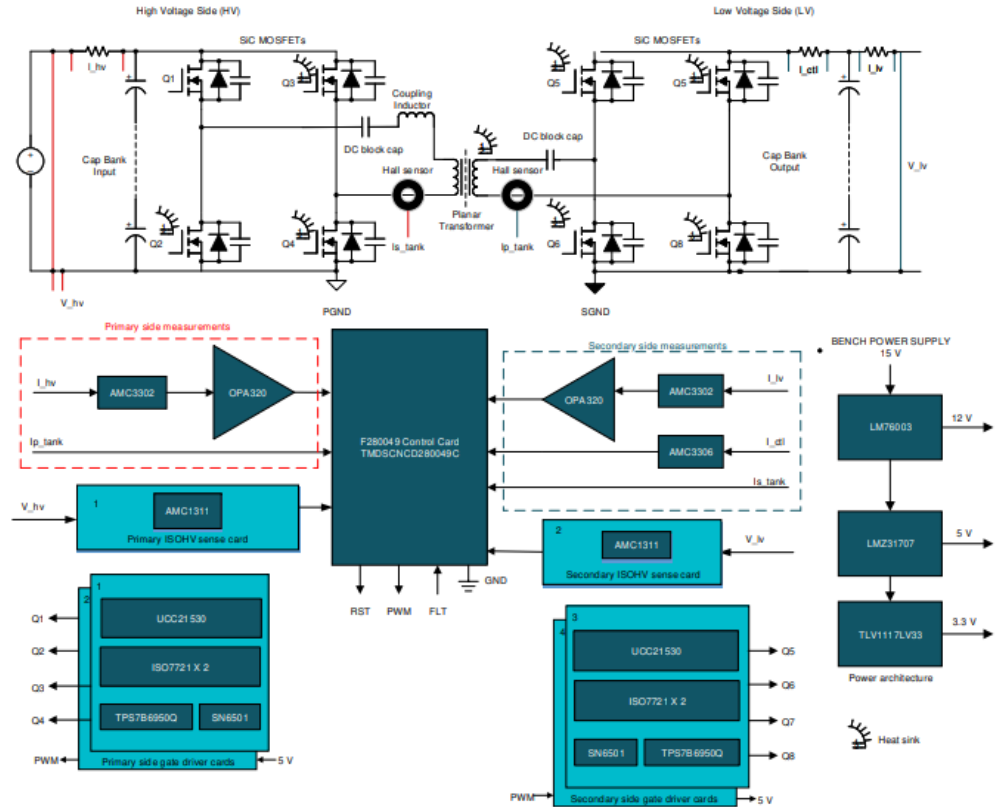 High Voltage Side (HV)
Low Voltage Side (LV)
SiC MOSFETs
SiC MOSFETs
I_hv
Q1
Q3
Q5
Q5
I_ctl
I_lv
Coupling
Inductor
DC block cap
DC block cap
Cap Bank
Input
Hall sensor
Hall sensor
Cap Bank
Output
V_lv
Planar
Transformer
Q2
Q4
Is_tank
Ip_tank
Q6
Q8
V_hv
PGND
SGND
Primary side measurements
I_hv
AMC3302
OPA320
Ip_tank
V_hv
1
AMC1311
Primary ISOHV sense card
F280049 Control Card
TMDSCNCD280049C
RST
PWM
FLT
GND
Secondary side measurements
OPA320
AMC3302
I_lv
AMC3306
I_ctl
Is_tank
2
AMC1311
V_lv
Secondary ISOHV sense card
BENCH POWER SUPPLY
15 V
LM76003
12 V
LMZ31707
5 V
TLV1117LV33
3.3 V
Power architecture
Heat sink
1
2
UCC21530
ISO7721 X 2
TPS7B6950Q
SN6501
Q1
Q2
Q3
Q4
PWM
Primary side gate driver cards
5 V
3
4
UCC21530
ISO7721 X 2
SN6501
TPS7B6950Q
Q5
Q6
Q7
Q8
PWM
Secondary side gate driver cards
5 V